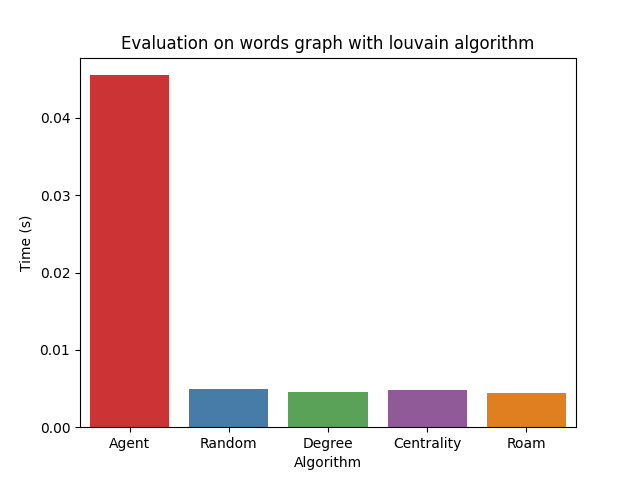 Evaluation on words graph with louvain algorithm
0.04
0.03
0.02
0.01
0.00
Time (s)
Agent Random Degree Centrality Roam
Algorithm